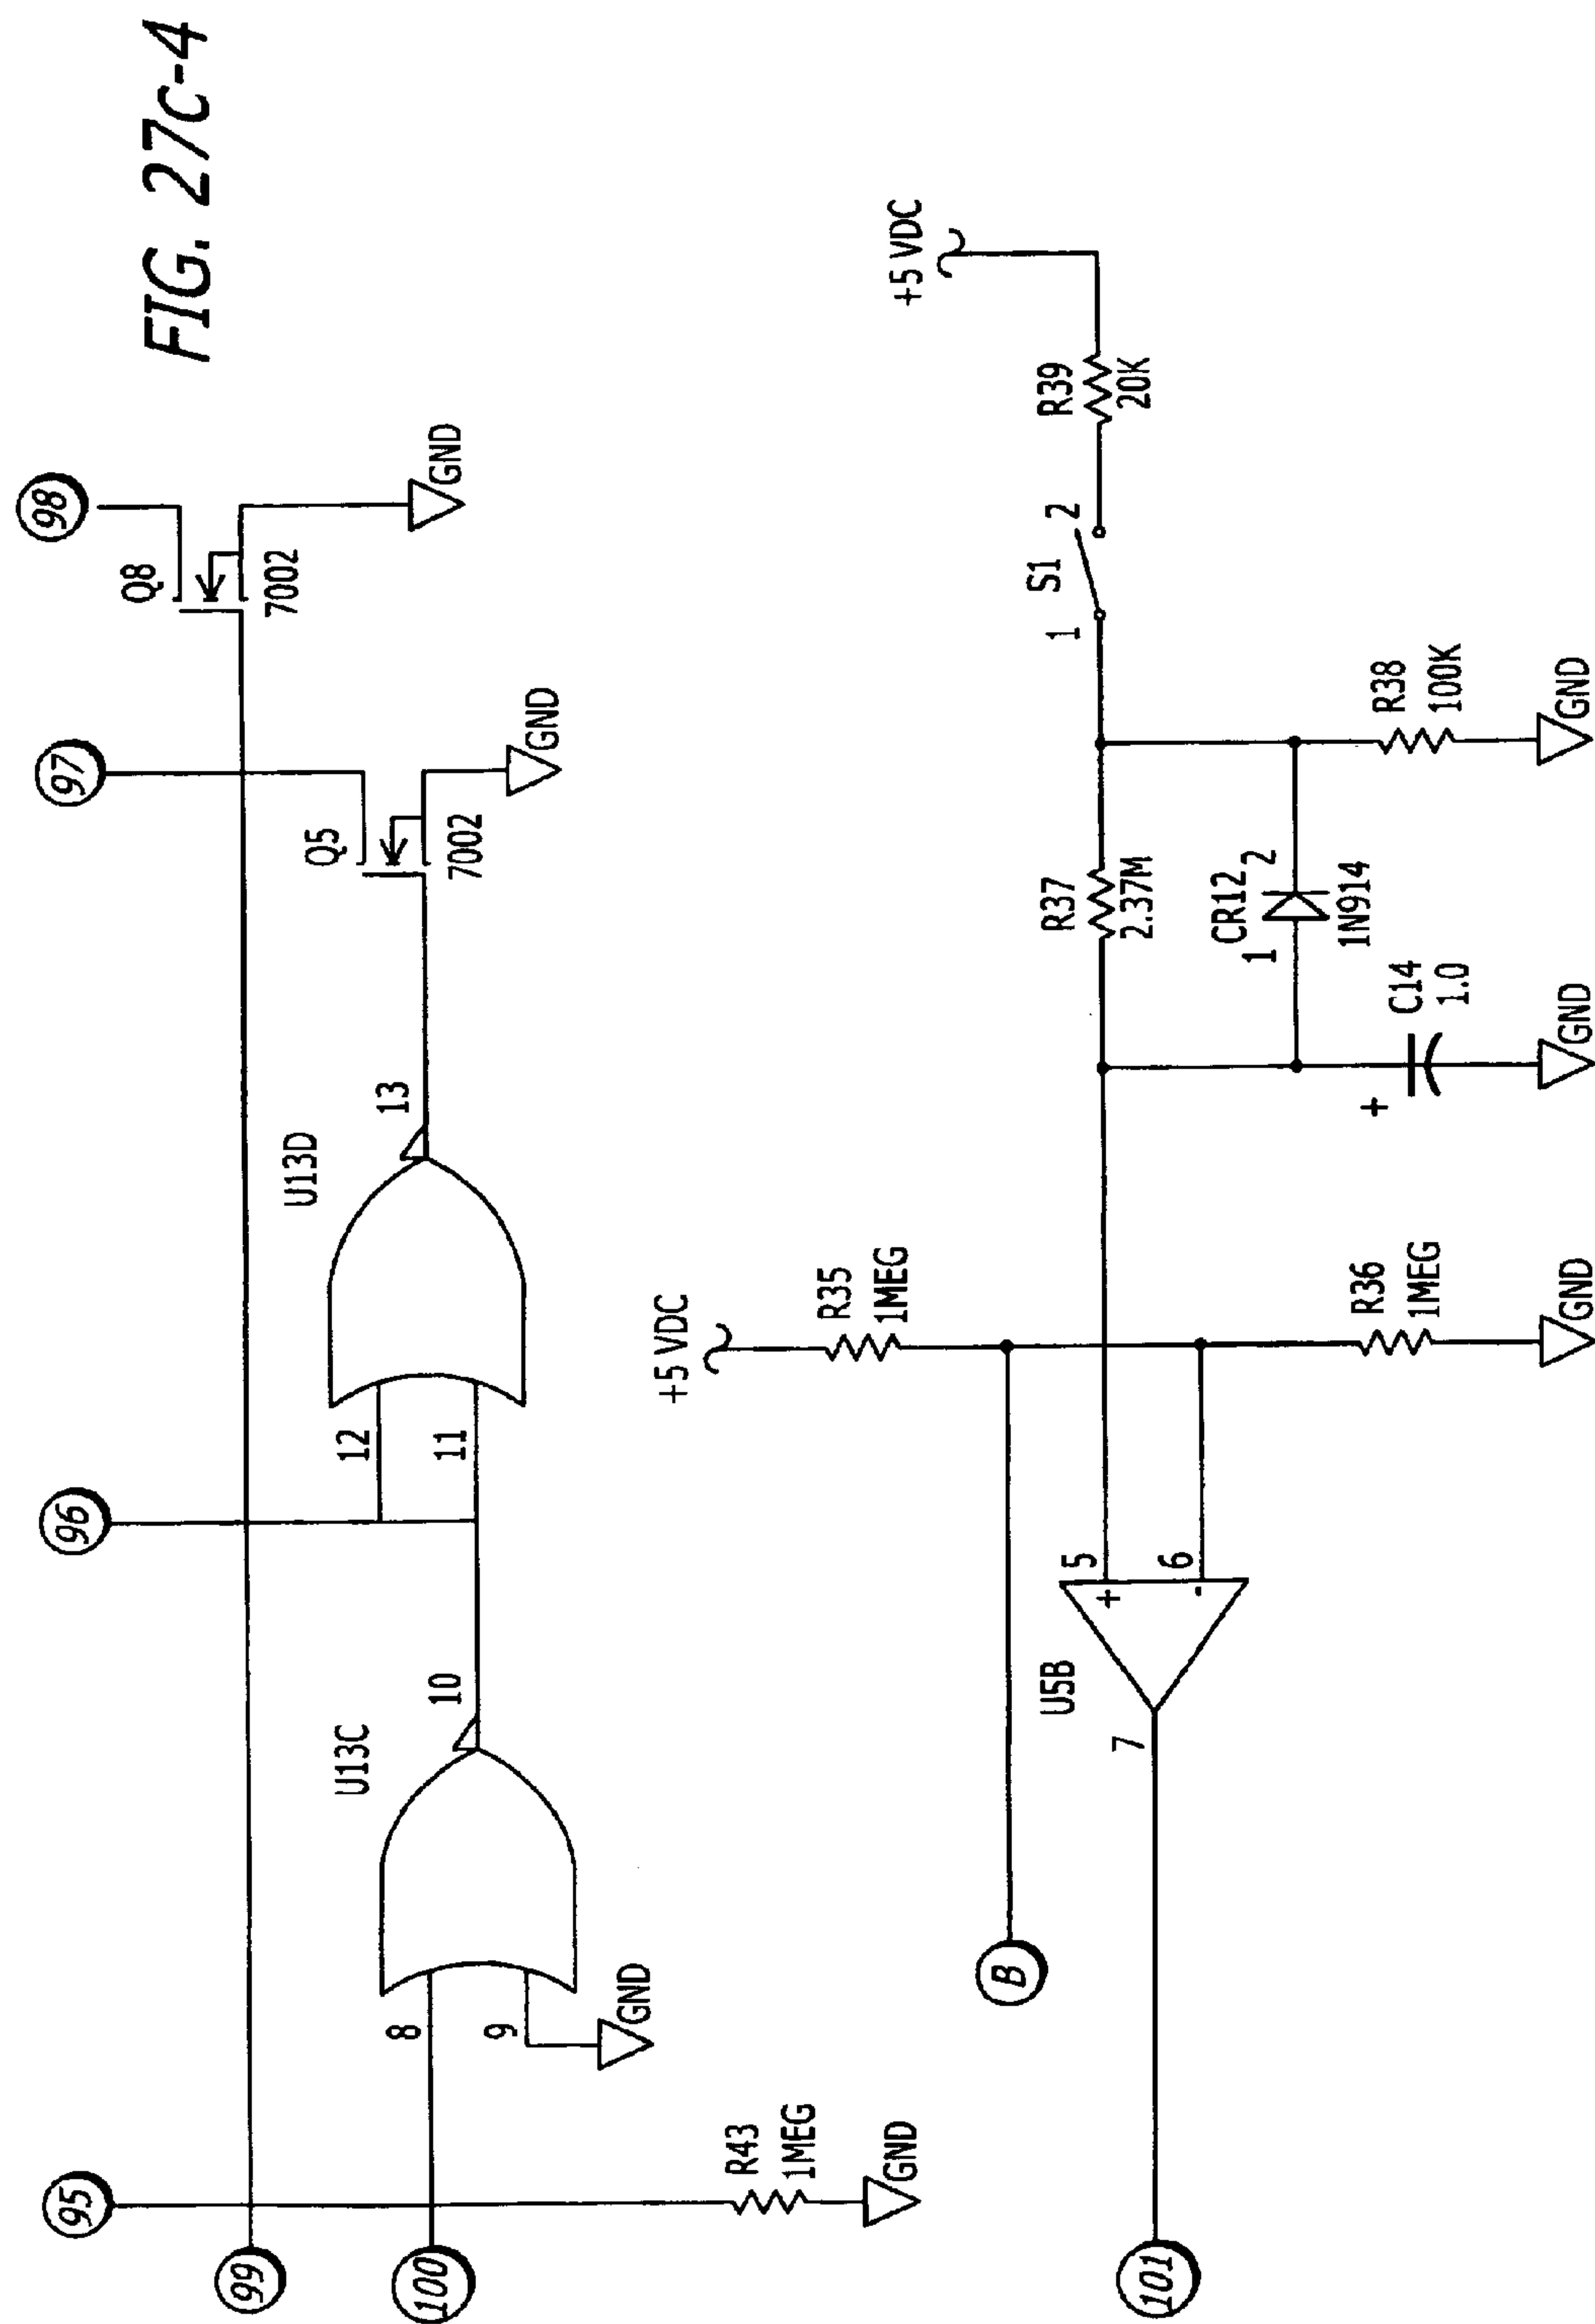 FIG. 27C-4
98
Q8
7002
GND
97
Q5
7002
GND
96
U13D
12
11
13
U13C
8
9
10
GND
95
99
100
R43
1MEG
GND
+5 VDC
R39
20K
S1
1
2
R37
2.37M
CR12
1
2
1N914
R38
100K
GND
C14
1.0
+
GND
+5 VDC
R35
1MEG
R36
1MEG
GND
B
U5B
5
+
6
-
7
101